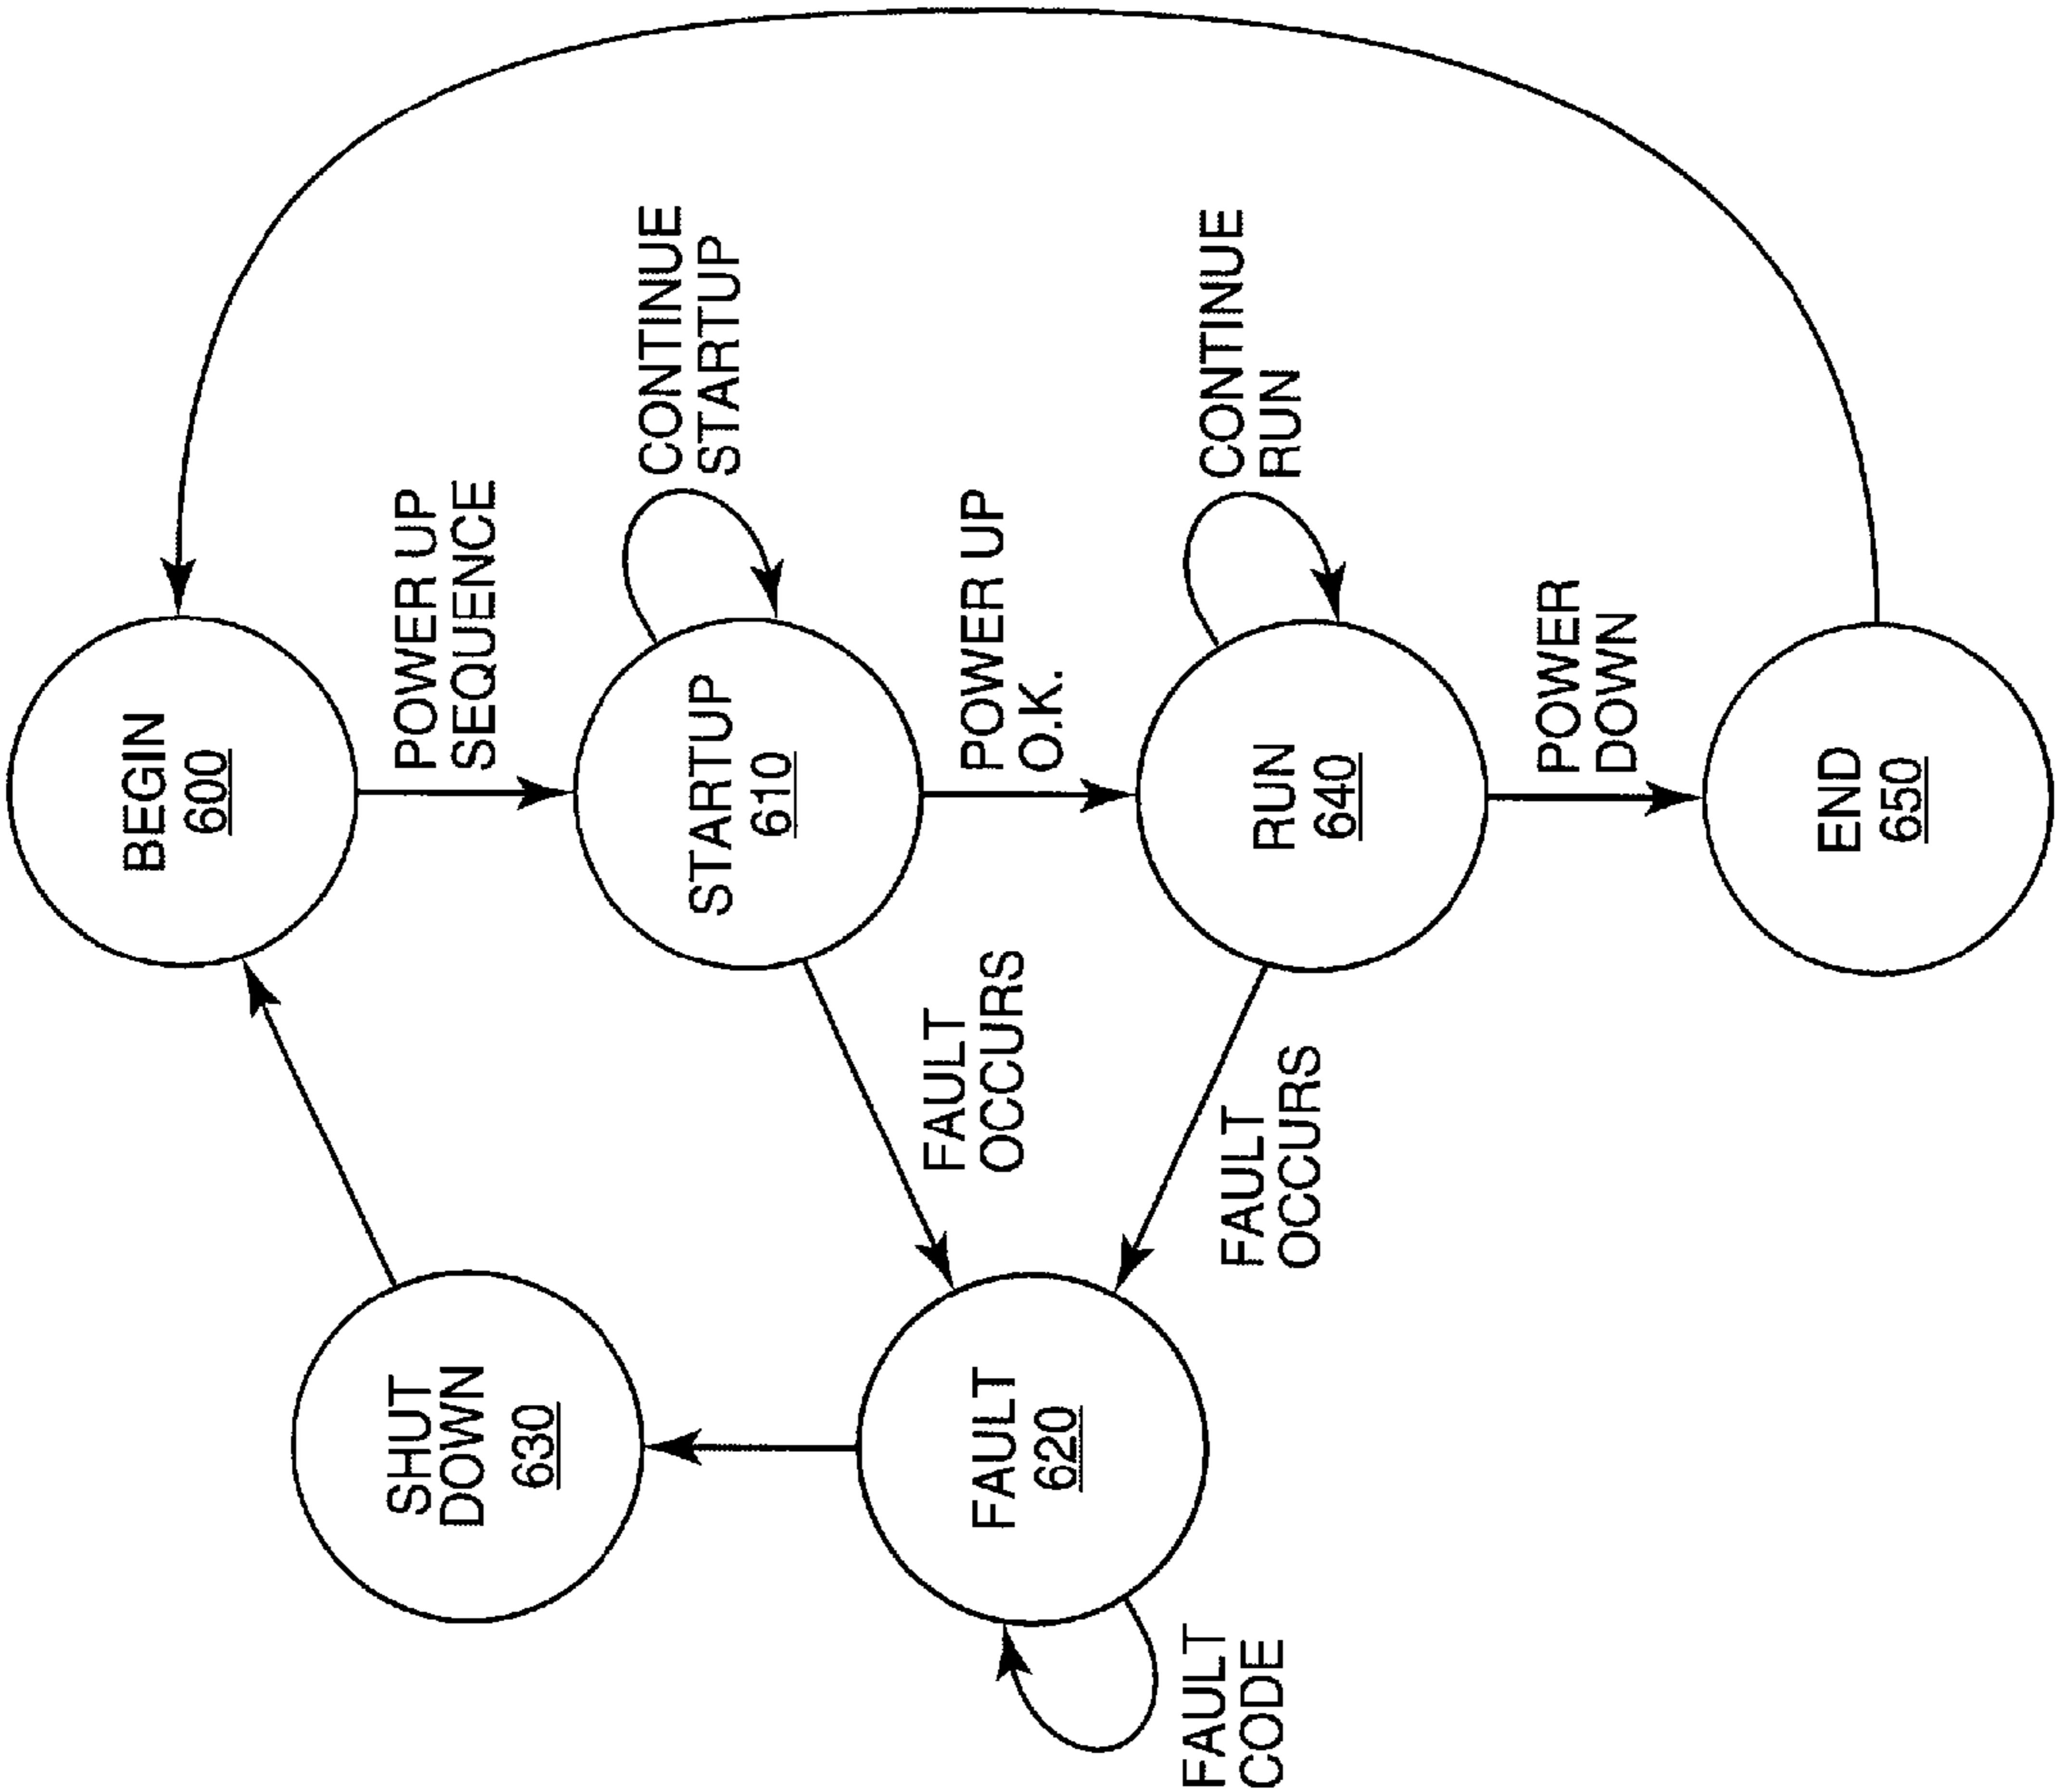 BEGIN
600
POWER UP
SEQUENCE
STARTUP
610
CONTINUE
STARTUP
POWER UP
O.K.
RUN
640
CONTINUE
RUN
POWER
DOWN
END
650
FAULT
OCCURS
FAULT
OCCURS
SHUT
DOWN
630
FAULT
620
FAULT
CODE